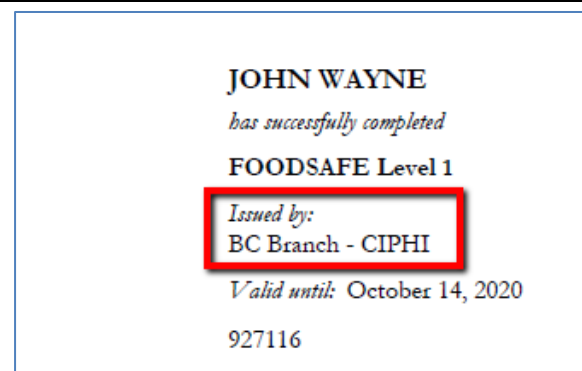 JOHN WAYNE
has successfully completed
FOODSAFE Level 1
Issued by:
BC Branch - CIPHI
Valid until: October 14, 2020
927116